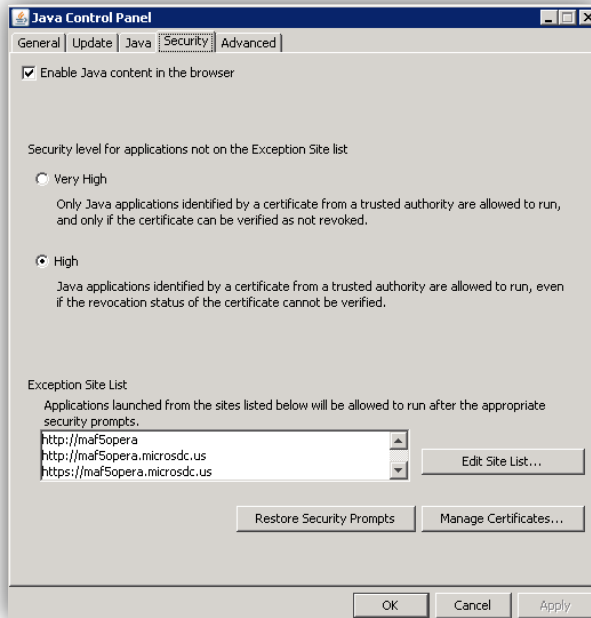 Java Control Panel
General Update Java Security Advanced
Enable Java content in the browser
Security level for applications not on the Exception Site list
Very High
Only Java applications identified by a certificate from a trusted authority are allowed to run,
and only if the certificate can be verified as not revoked.
High
Java applications identified by a certificate from a trusted authority are allowed to run, even
if the revocation status of the certificate cannot be verified.
Exception Site List
Applications launched from the sites listed below will be allowed to run after the appropriate
security prompts.
http://maf5opera
http://maf5opera.microsdc.us
https://maf5opera.microsdc.us
Edit Site List...
Restore Security Prompts Manage Certificates...
OK Cancel Apply